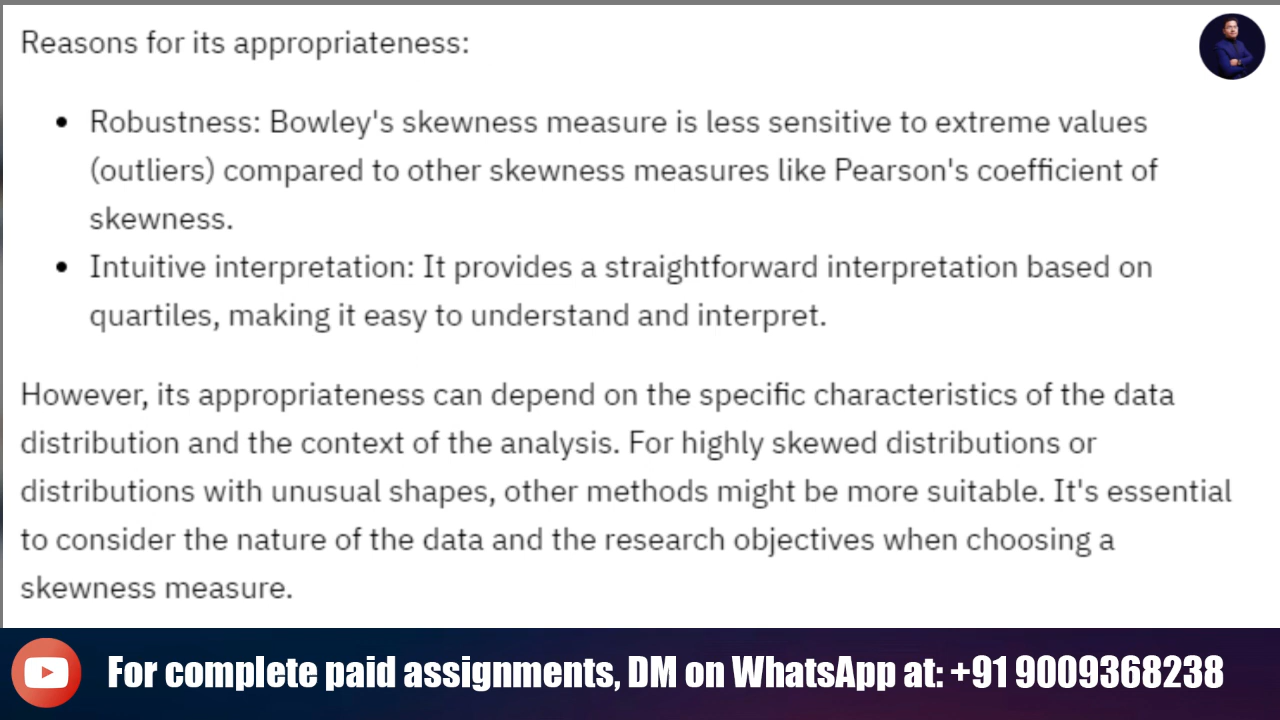 Reasons for its appropriateness:
• Robustness: Bowley's skewness measure is less sensitive to extreme values
(outliers) compared to other skewness measures like Pearson's coefficient of
skewness.
• Intuitive interpretation: It provides a straightforward interpretation based on
quartiles, making it easy to understand and interpret.
However, its appropriateness can depend on the specific characteristics of the data
distribution and the context of the analysis. For highly skewed distributions or
distributions with unusual shapes, other methods might be more suitable. It's essential
to consider the nature of the data and the research objectives when choosing a
skewness measure.
For complete paid assignments, DM on WhatsApp at: +91 9009368238